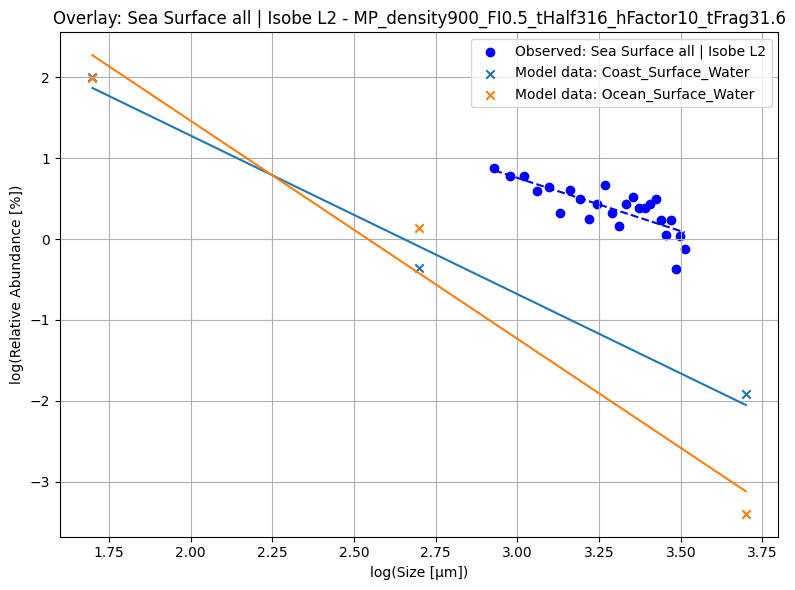 Overlay: Sea Surface all | Isobe L2 - MP_density900_FI0.5_tHalf316_hFactor10_tFrag31.6
Observed: Sea Surface all | Isobe L2
Model data: Coast_Surface_Water
Model data: Ocean_Surface_Water
log(Relative Abundance [%])
2
1
0
−1
−2
−3
1.75 2.00 2.25 2.50 2.75 3.00 3.25 3.50 3.75
log(Size [μm])